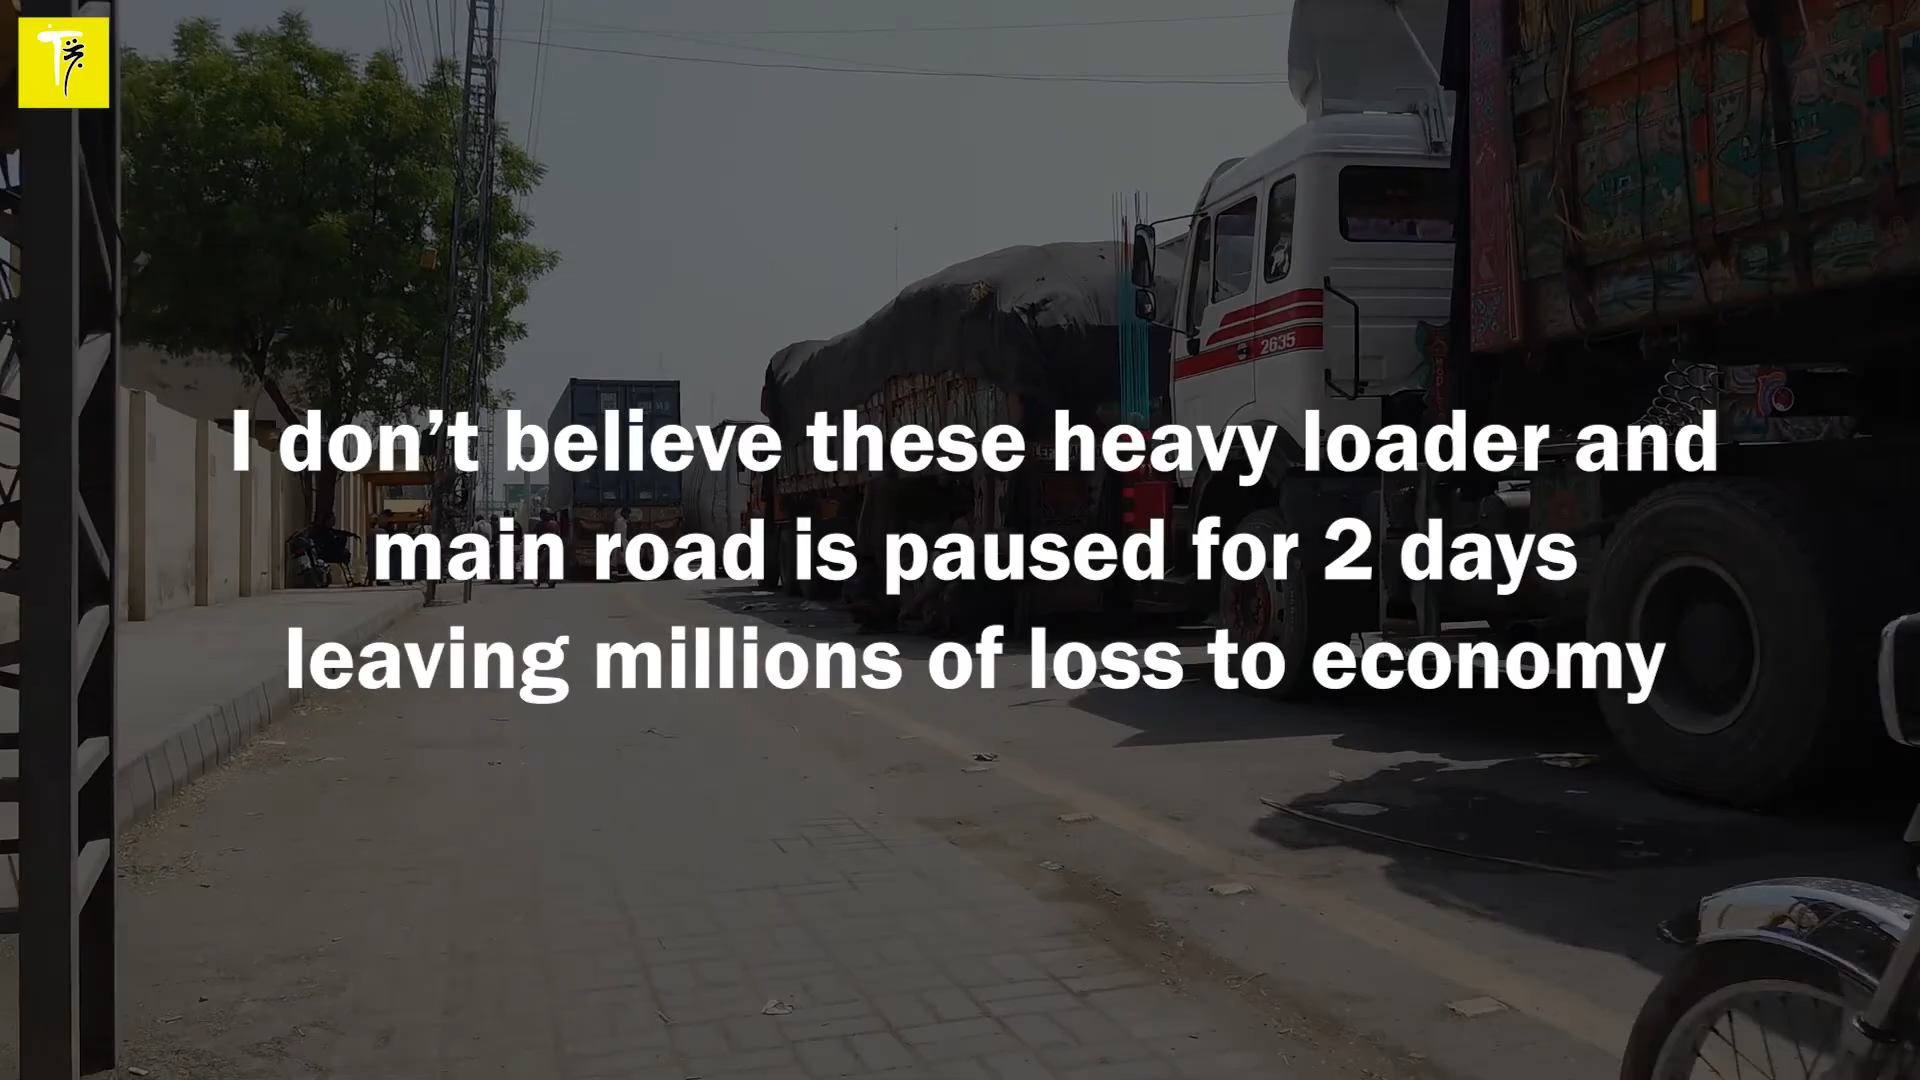 I don’t believe these heavy loader and
main road is paused for 2 days
leaving millions of loss to economy
2635